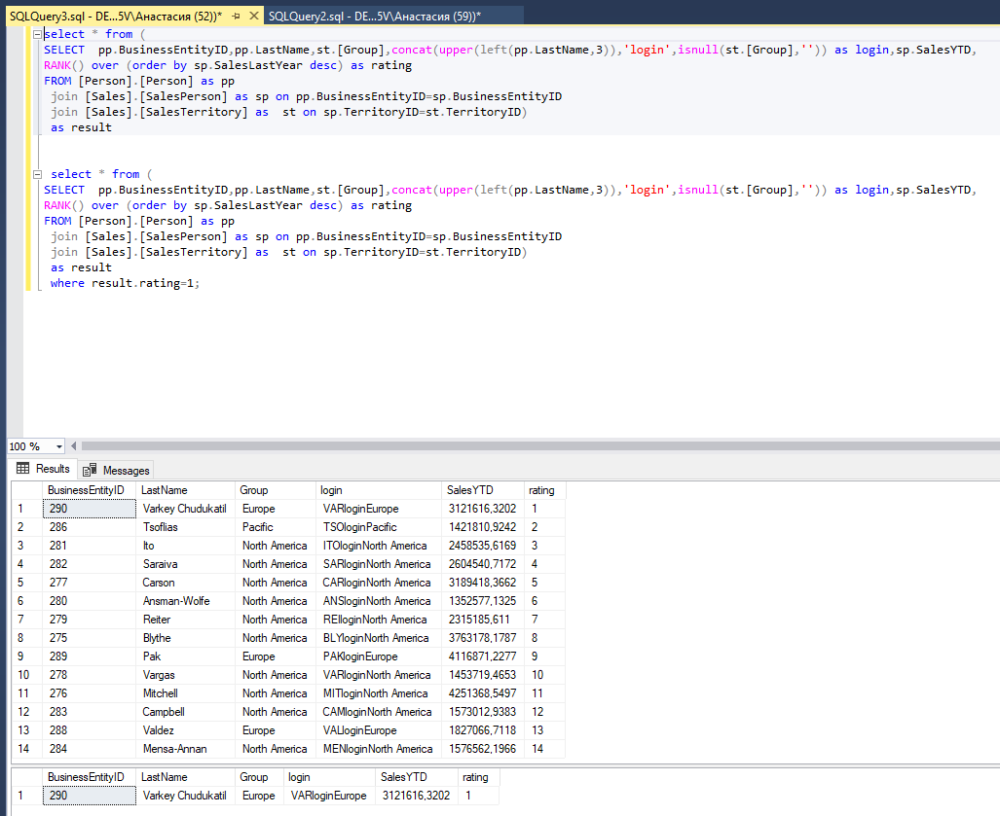 SQLQuery3.sql - DE...5V\Анастасия (52))* SQLQuery2.sql - DE...5V\Анастасия (59))*
select * from (
SELECT  pp.BusinessEntityID,pp.LastName,st.[Group],concat(upper(left(pp.LastName,3)),'login',isnull(st.[Group],'')) as login,sp.SalesYTD,
RANK() over (order by sp.SalesLastYear desc) as rating
FROM [Person].[Person] as pp
join [Sales].[SalesPerson] as sp on pp.BusinessEntityID=sp.BusinessEntityID
join [Sales].[SalesTerritory] as  st on sp.TerritoryID=st.TerritoryID)
as result
select * from (
SELECT  pp.BusinessEntityID,pp.LastName,st.[Group],concat(upper(left(pp.LastName,3)),'login',isnull(st.[Group],'')) as login,sp.SalesYTD,
RANK() over (order by sp.SalesLastYear desc) as rating
FROM [Person].[Person] as pp
join [Sales].[SalesPerson] as sp on pp.BusinessEntityID=sp.BusinessEntityID
join [Sales].[SalesTerritory] as  st on sp.TerritoryID=st.TerritoryID)
as result
where result.rating=1;
100 %
Results Messages
BusinessEntityID LastName Group login SalesYTD rating
1 290 Varkey Chudukatil Europe VARloginEurope 3121616,3202 1
2 286 Tsoflias Pacific TSOloginPacific 1421810,9242 2
3 281 Ito North America ITOloginNorth America 2458535,6169 3
4 282 Saraiva North America SARloginNorth America 2604540,7172 4
5 277 Carson North America CARloginNorth America 3189418,3662 5
6 280 Ansman-Wolfe North America ANSloginNorth America 1352577,1325 6
7 279 Reiter North America REIloginNorth America 2315185,611 7
8 275 Blythe North America BLYloginNorth America 3763178,1787 8
9 289 Pak Europe PAKloginEurope 4116871,2277 9
10 278 Vargas North America VARloginNorth America 1453719,4653 10
11 276 Mitchell North America MITloginNorth America 4251368,5497 11
12 283 Campbell North America CAMloginNorth America 1573012,9383 12
13 288 Valdez Europe VALloginEurope 1827066,7118 13
14 284 Mensa-Annan North America MENloginNorth America 1576562,1966 14
BusinessEntityID LastName Group login SalesYTD rating
1 290 Varkey Chudukatil Europe VARloginEurope 3121616,3202 1